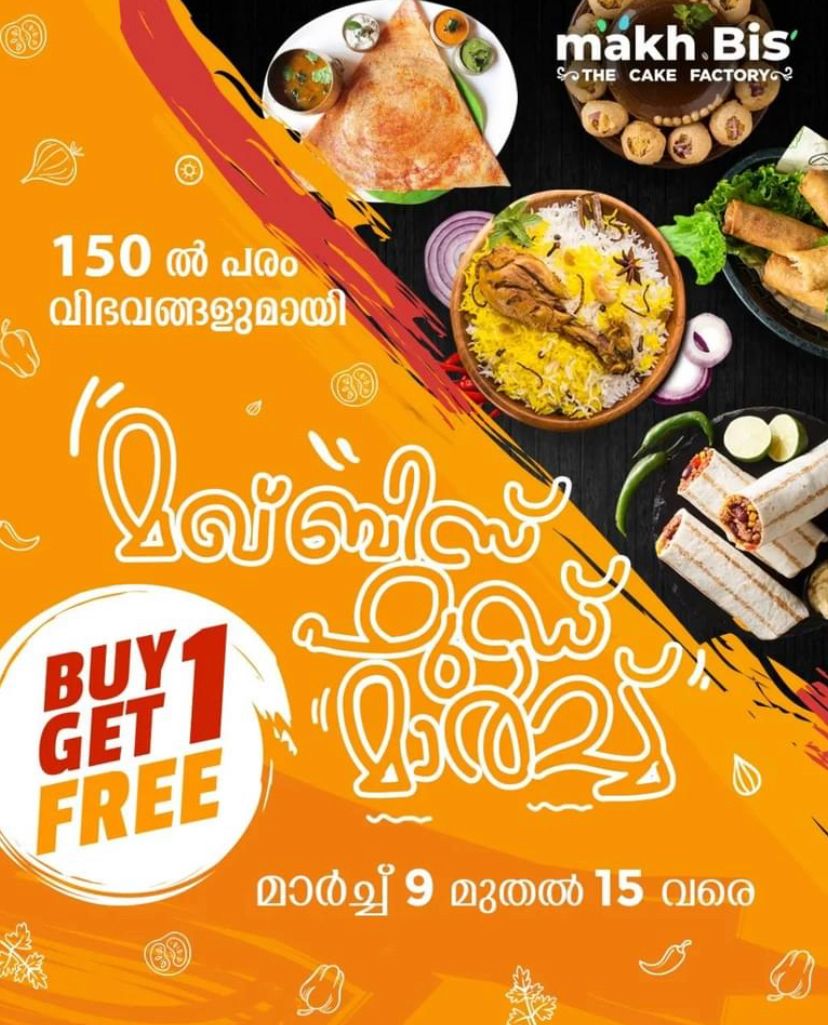 makh.Bis
THE CAKE FACTORY
150 ൽ പരം
വിഭവങ്ങളുമായി
"മഖ്ബിസ്
ഫുഡ്
മാർച്ച്"
BUY 1
GET
FREE
മാർച്ച് 9 മുതൽ 15 വരെ